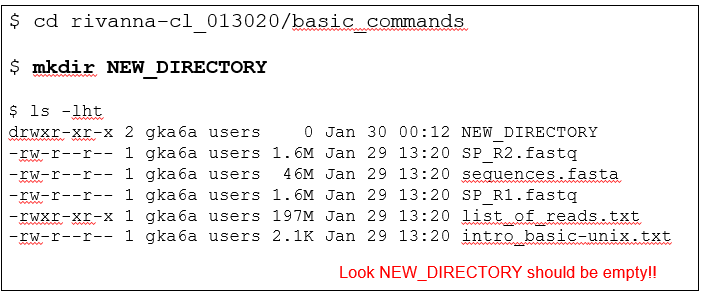 $ cd rivanna-cl_013020/basic_commands
$ mkdir NEW_DIRECTORY
$ ls -lht
drwxr-xr-x 2 gka6a users    0 Jan 30 00:12 NEW_DIRECTORY
-rw-r--r-- 1 gka6a users 1.6M Jan 29 13:20 SP_R2.fastq
-rw-r--r-- 1 gka6a users  46M Jan 29 13:20 sequences.fasta
-rw-r--r-- 1 gka6a users 1.6M Jan 29 13:20 SP_R1.fastq
-rwxr-xr-x 1 gka6a users 197M Jan 29 13:20 list_of_reads.txt
-rw-r--r-- 1 gka6a users 2.1K Jan 29 13:20 intro_basic-unix.txt
Look NEW_DIRECTORY should be empty!!